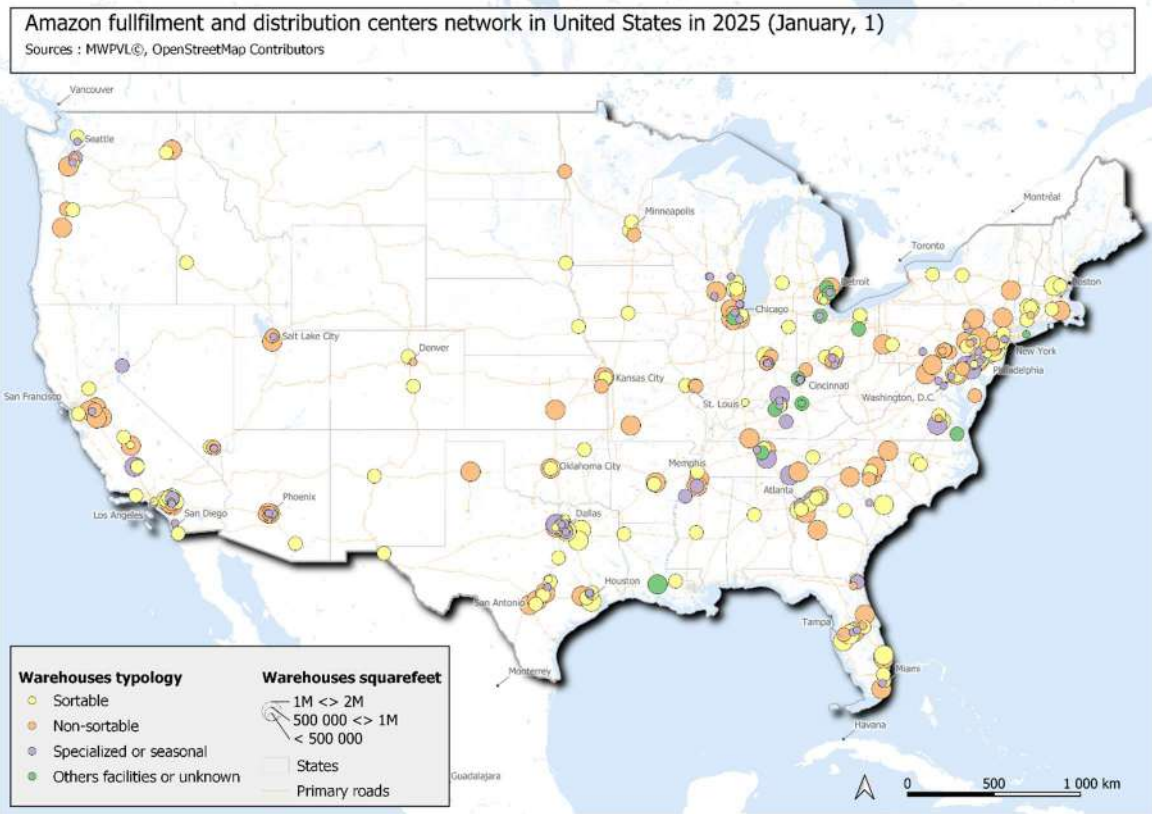 Amazon fullfilment and distribution centers network in United States in 2025 (January, 1)
Sources : MWPVL©, OpenStreetMap Contributors
Vancouver
Seattle
Montréal
Minneapolis
Toronto
Boston
Detroit
Chicago
Salt Lake City
Denver
New-York
Philadelphia
Kansas City
Cincinnati
San Francisco
St. Louis
Washington, D.C.
Oklahoma City
Memphis
Atlanta
Phoenix
Los Angeles
San Diego
Dallas
Houston
San Antonio
Tampa
Miami
Monterrey
Havana
Guadalajara
Warehouses typology
Sortable
Non-sortable
Specialized or seasonal
Others facilities or unknown
Warehouses squarefeet
1M <> 2M
500 000 <> 1M
< 500 000
States
Primary roads
0 500 1 000 km